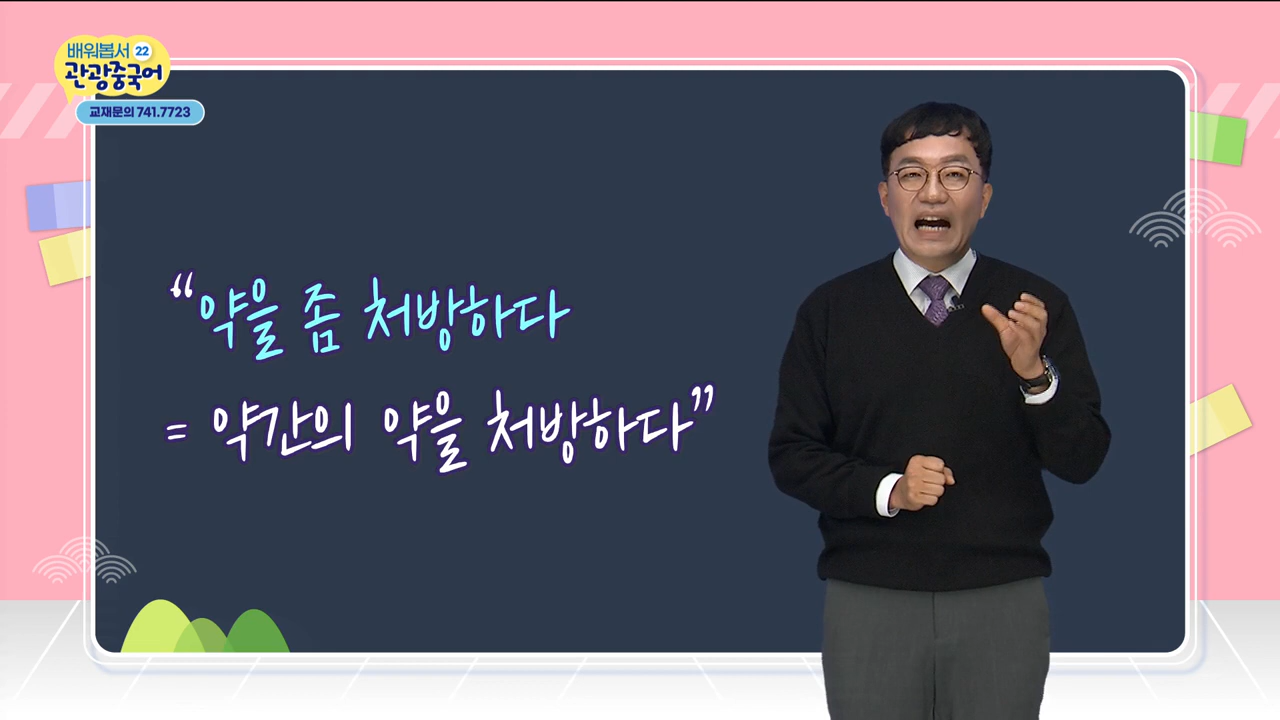 배워봅서 22
관광중국어
교재문의 741.7723
“약을 좀 처방하다
= 약간의 약을 처방하다”